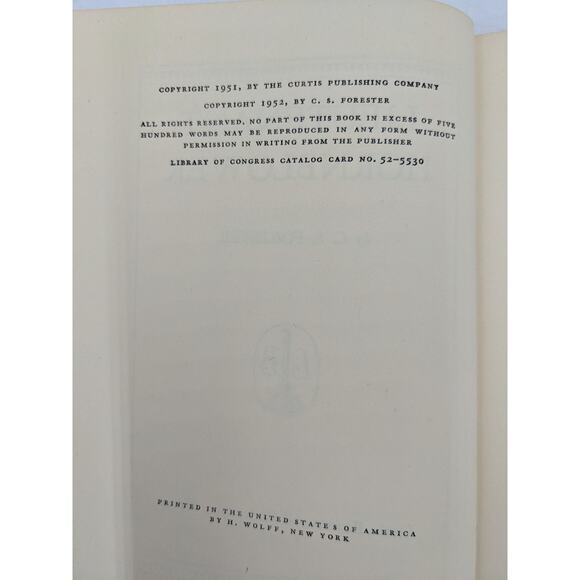 COPYRIGHT 1951, BY THE CURTIS PUBLISHING COMPANY
COPYRIGHT 1952, BY C. S. FORESTER
ALL RIGHTS RESERVED. NO PART OF THIS BOOK IN EXCESS OF FIVE
HUNDRED WORDS MAY BE REPRODUCED IN ANY FORM WITHOUT
PERMISSION IN WRITING FROM THE PUBLISHER
LIBRARY OF CONGRESS CATALOG CARD NO. 52–5530
PRINTED IN THE UNITED STATES OF AMERICA
BY H. WOLFF, NEW YORK